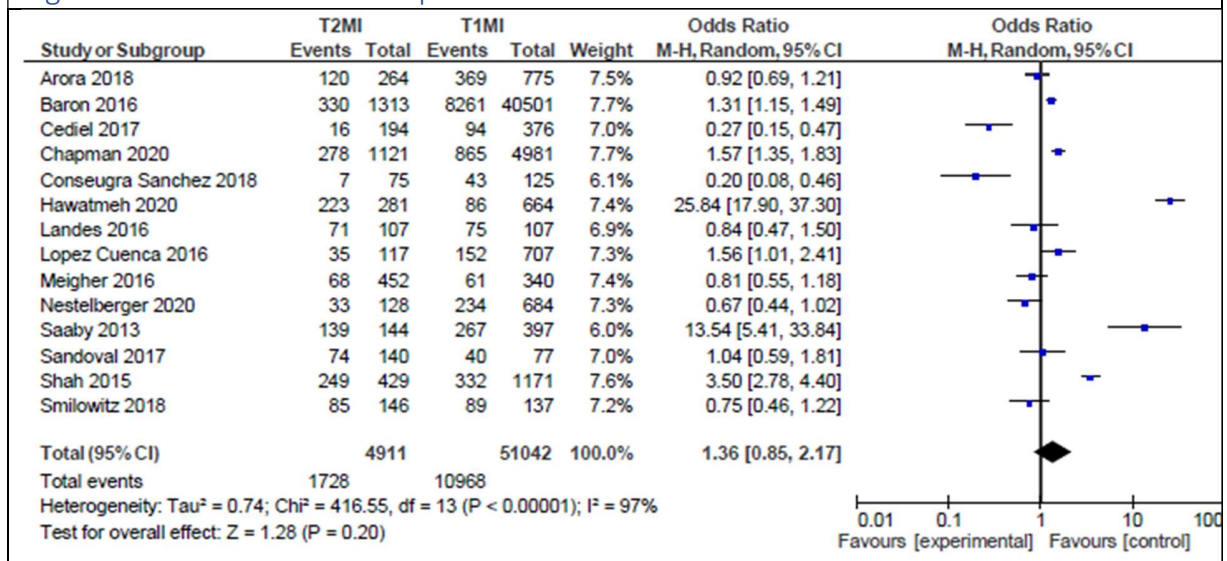 T2MI T1MI Odds Ratio Odds Ratio
Study or Subgroup Events Total Events Total Weight M-H, Random, 95% CI M-H, Random, 95% CI
Arora 2018 120 264 369 775 7.5% 0.92 [0.69, 1.21]
Baron 2016 330 1313 8261 40501 7.7% 1.31 [1.15, 1.49]
Cediel 2017 16 194 94 376 7.0% 0.27 [0.15, 0.47]
Chapman 2020 278 1121 865 4981 7.7% 1.57 [1.35, 1.83]
Conseugra Sanchez 2018 7 75 43 125 6.1% 0.20 [0.08, 0.46]
Hawatmeh 2020 223 281 86 664 7.4% 25.84 [17.90, 37.30]
Landes 2016 71 107 75 107 6.9% 0.84 [0.47, 1.50]
Lopez Cuenca 2016 35 117 152 707 7.3% 1.56 [1.01, 2.41]
Meigher 2016 68 452 61 340 7.4% 0.81 [0.55, 1.18]
Nestelberger 2020 33 128 234 684 7.3% 0.67 [0.44, 1.02]
Saaby 2013 139 144 267 397 6.0% 13.54 [5.41, 33.84]
Sandoval 2017 74 140 40 77 7.0% 1.04 [0.59, 1.81]
Shah 2015 249 429 332 1171 7.6% 3.50 [2.78, 4.40]
Smilowitz 2018 85 146 89 137 7.2% 0.75 [0.46, 1.22]
Total (95% CI) 4911 51042 100.0% 1.36 [0.85, 2.17]
Total events 1728 10968
Heterogeneity: Tau² = 0.74; Chi² = 416.55, df = 13 (P < 0.00001); I² = 97%
Test for overall effect: Z = 1.28 (P = 0.20)
0.01 0.1 1 10 100
Favours [experimental] Favours [control]